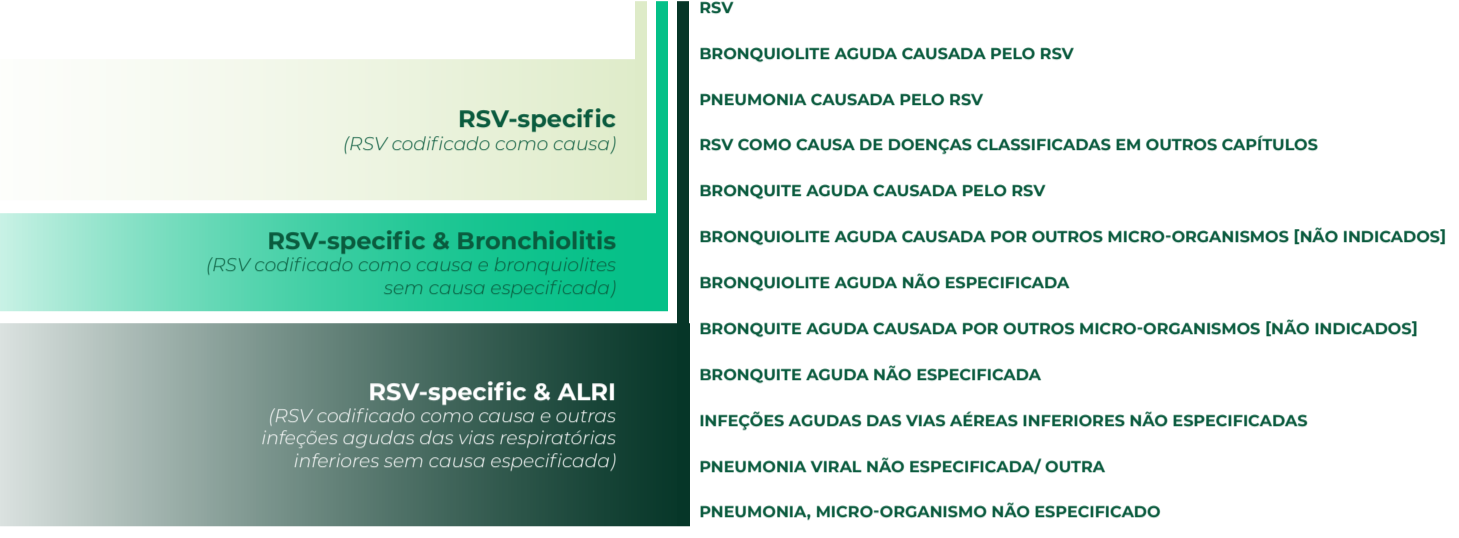 RSV
BRONQUIOLITE AGUDA CAUSADA PELO RSV
PNEUMONIA CAUSADA PELO RSV
RSV-specific
(RSV codificado como causa)
RSV COMO CAUSA DE DOENÇAS CLASSIFICADAS EM OUTROS CAPÍTULOS
BRONQUITE AGUDA CAUSADA PELO RSV
RSV-specific & Bronchiolitis
(RSV codificado como causa e bronquiolites
sem causa especificada)
BRONQUIOLITE AGUDA CAUSADA POR OUTROS MICRO-ORGANISMOS [NÃO INDICADOS]
BRONQUIOLITE AGUDA NÃO ESPECIFICADA
RSV-specific & ALRI
(RSV codificado como causa e outras
infeções agudas das vias respiratórias
inferiores sem causa especificada)
BRONQUITE AGUDA CAUSADA POR OUTROS MICRO-ORGANISMOS [NÃO INDICADOS]
BRONQUITE AGUDA NÃO ESPECIFICADA
INFEÇÕES AGUDAS DAS VIAS AÉREAS INFERIORES NÃO ESPECIFICADAS
PNEUMONIA VIRAL NÃO ESPECIFICADA/ OUTRA
PNEUMONIA, MICRO-ORGANISMO NÃO ESPECIFICADO